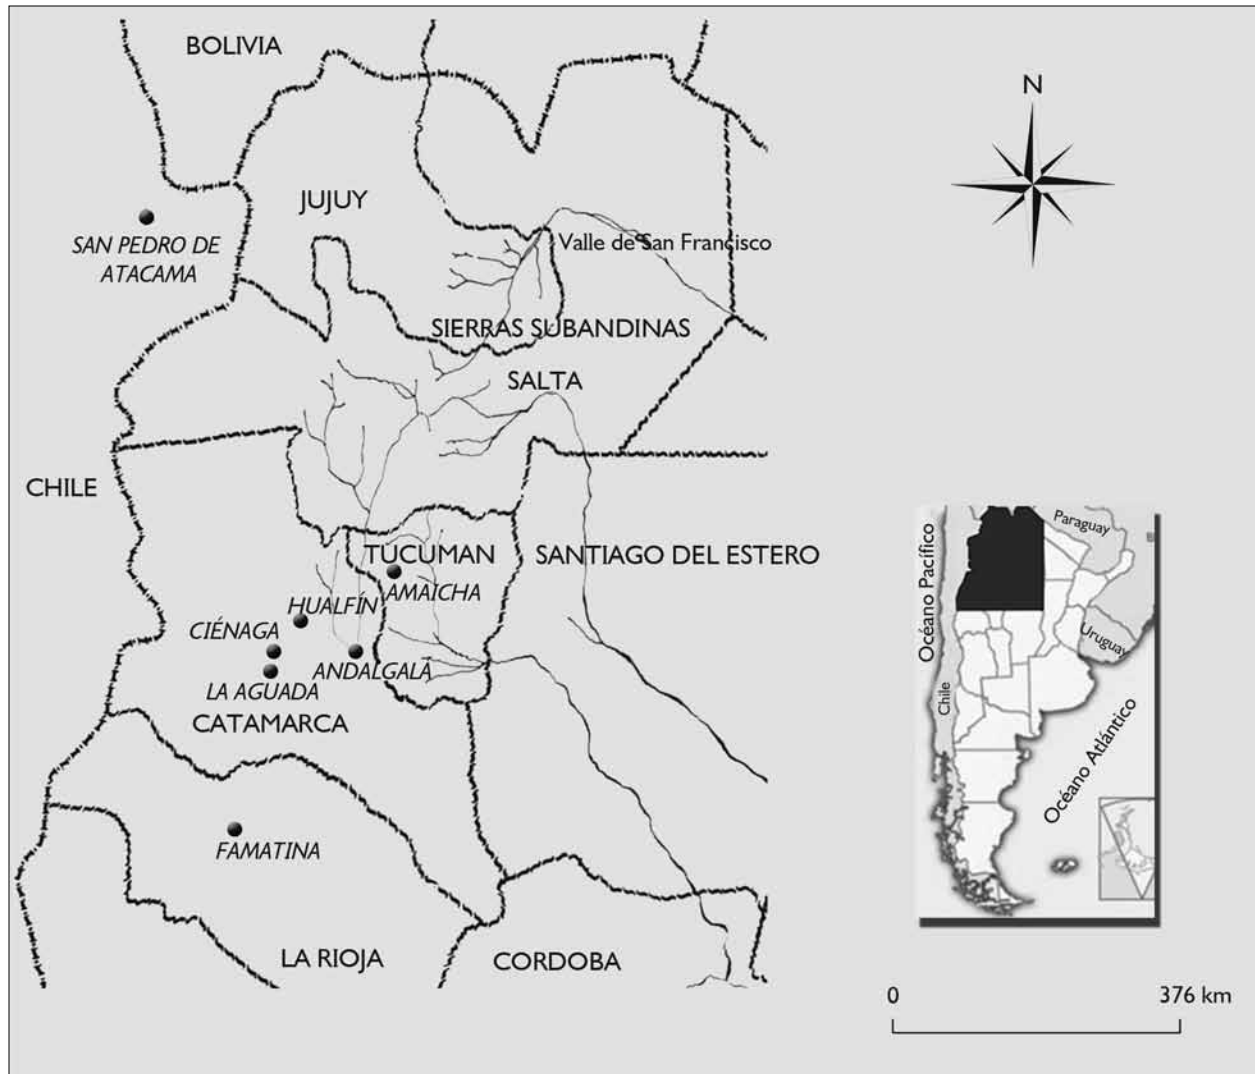 BOLIVIA
N
JUJUY
SAN PEDRO DE
ATACAMA
Valle de San Francisco
SIERRAS SUBANDINAS
SALTA
CHILE
TUCUMAN
SANTIAGO DEL ESTERO
AMAICHA
HUALFÍN
CIÉNAGA
ANDALGALÁ
LA AGUADA
CATAMARCA
FAMATINA
LA RIOJA
CORDOBA
Océano Pacífico
Paraguay
Uruguay
Chile
Océano Atlántico
0
376 km